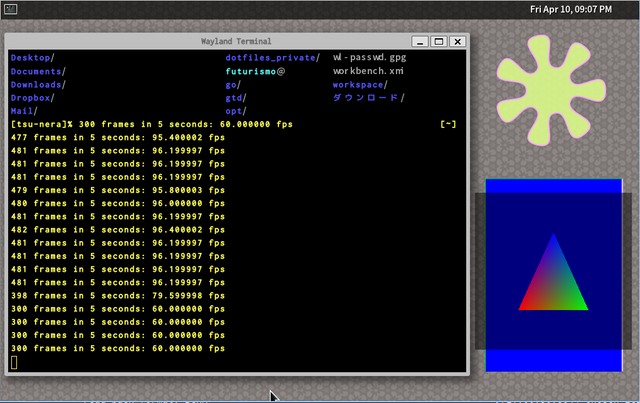 Fri Apr 10, 09:07 PM
Wayland Terminal
Desktop/ dotfiles_private/ wl-passwd.gpg
Documents/ futurismo@ workbench.xmi
Downloads/ go/ workspace/
Dropbox/ gtd/ ダウンロード/
Mail/ opt/
[tsu-nera]% 300 frames in 5 seconds: 60.000000 fps [~]
477 frames in 5 seconds: 95.400002 fps
481 frames in 5 seconds: 96.199997 fps
481 frames in 5 seconds: 96.199997 fps
481 frames in 5 seconds: 96.199997 fps
479 frames in 5 seconds: 95.800003 fps
480 frames in 5 seconds: 96.000000 fps
481 frames in 5 seconds: 96.199997 fps
482 frames in 5 seconds: 96.400002 fps
481 frames in 5 seconds: 96.199997 fps
481 frames in 5 seconds: 96.199997 fps
481 frames in 5 seconds: 96.199997 fps
481 frames in 5 seconds: 96.199997 fps
398 frames in 5 seconds: 79.599998 fps
300 frames in 5 seconds: 60.000000 fps
300 frames in 5 seconds: 60.000000 fps
300 frames in 5 seconds: 60.000000 fps
300 frames in 5 seconds: 60.000000 fps